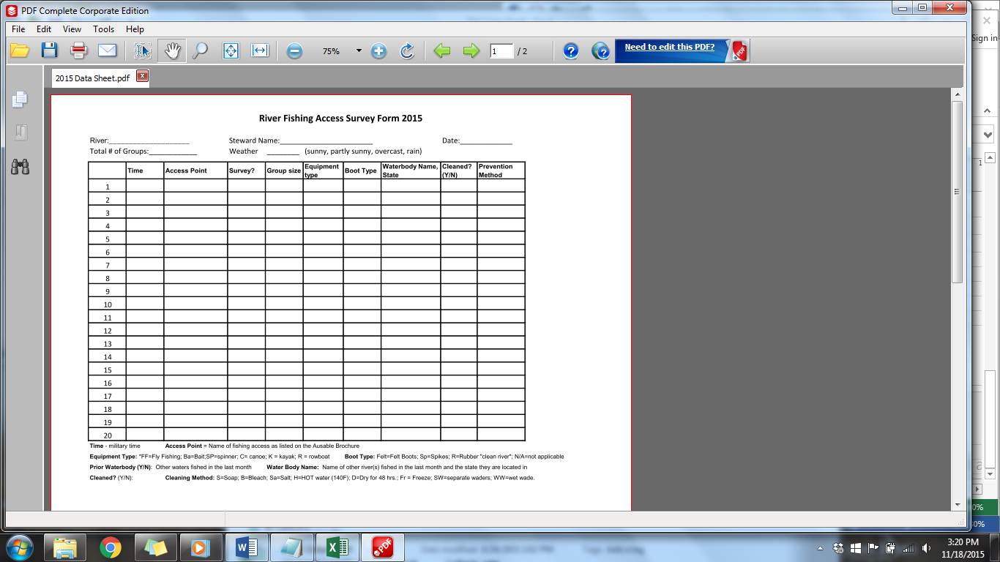 PDF Complete Corporate Edition
File Edit View Tools Help
Sign in
75% 1 / 2 Need to edit this PDF? PDF
2015 Data Sheet.pdf
River Fishing Access Survey Form 2015
River:____________________ Steward Name:_______________________ Date:_____________
Total # of Groups:____________ Weather ________ (sunny, partly sunny, overcast, rain)
Time Access Point Survey? Group size Equipment type Boot Type Waterbody Name, State Cleaned? (Y/N) Prevention Method
1
2
3
4
5
6
7
8
9
10
11
12
13
14
15
16
17
18
19
20
Time - military time Access Point = Name of fishing access as listed on the Ausable Brochure
Equipment Type: *FF=Fly Fishing; Ba=Bait;SP=spinner; C= canoe; K = kayak; R = rowboat Boot Type: Felt=Felt Boots; Sp=Spikes; R=Rubber "clean river"; N/A=not applicable
Prior Waterbody (Y/N): Other waters fished in the last month Water Body Name: Name of other river(s) fished in the last month and the state they are located in
Cleaned? (Y/N): Cleaning Method: S=Soap; B=Bleach; Sa=Salt; H=HOT water (140F); D=Dry for 48 hrs.; Fr = Freeze; SW=separate waders; WW=wet wade.
PDF
3:20 PM
11/18/2015